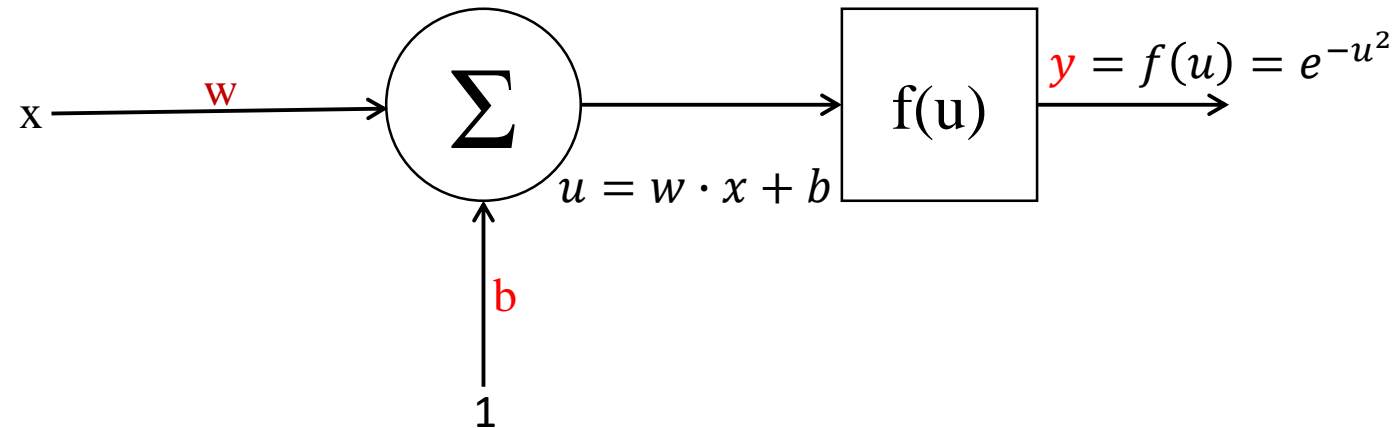 w
x
Σ
f(u)
y = f(u) = e^{-u^2}
u = w · x + b
b
1